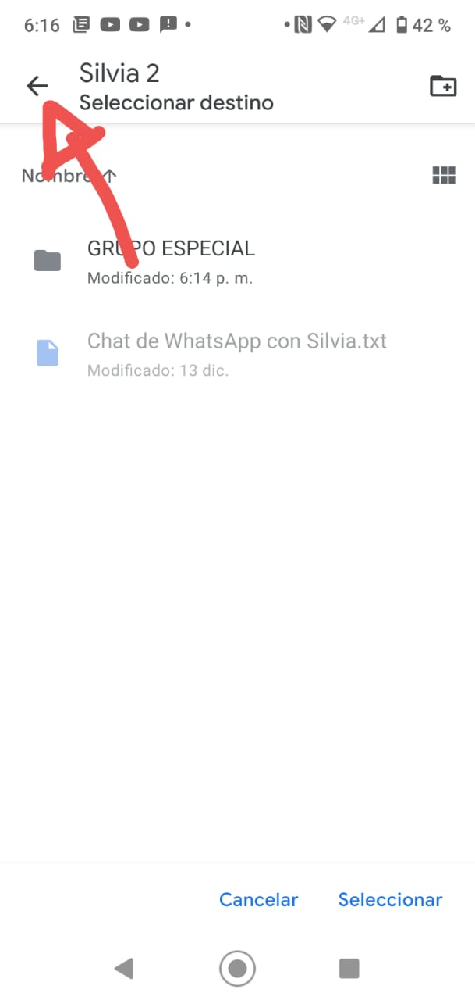 6:16
4G+
42 %
Silvia 2
Seleccionar destino
Nombre
GRUPO ESPECIAL
Modificado: 6:14 p. m.
Chat de WhatsApp con Silvia.txt
Modificado: 13 dic.
Cancelar
Seleccionar